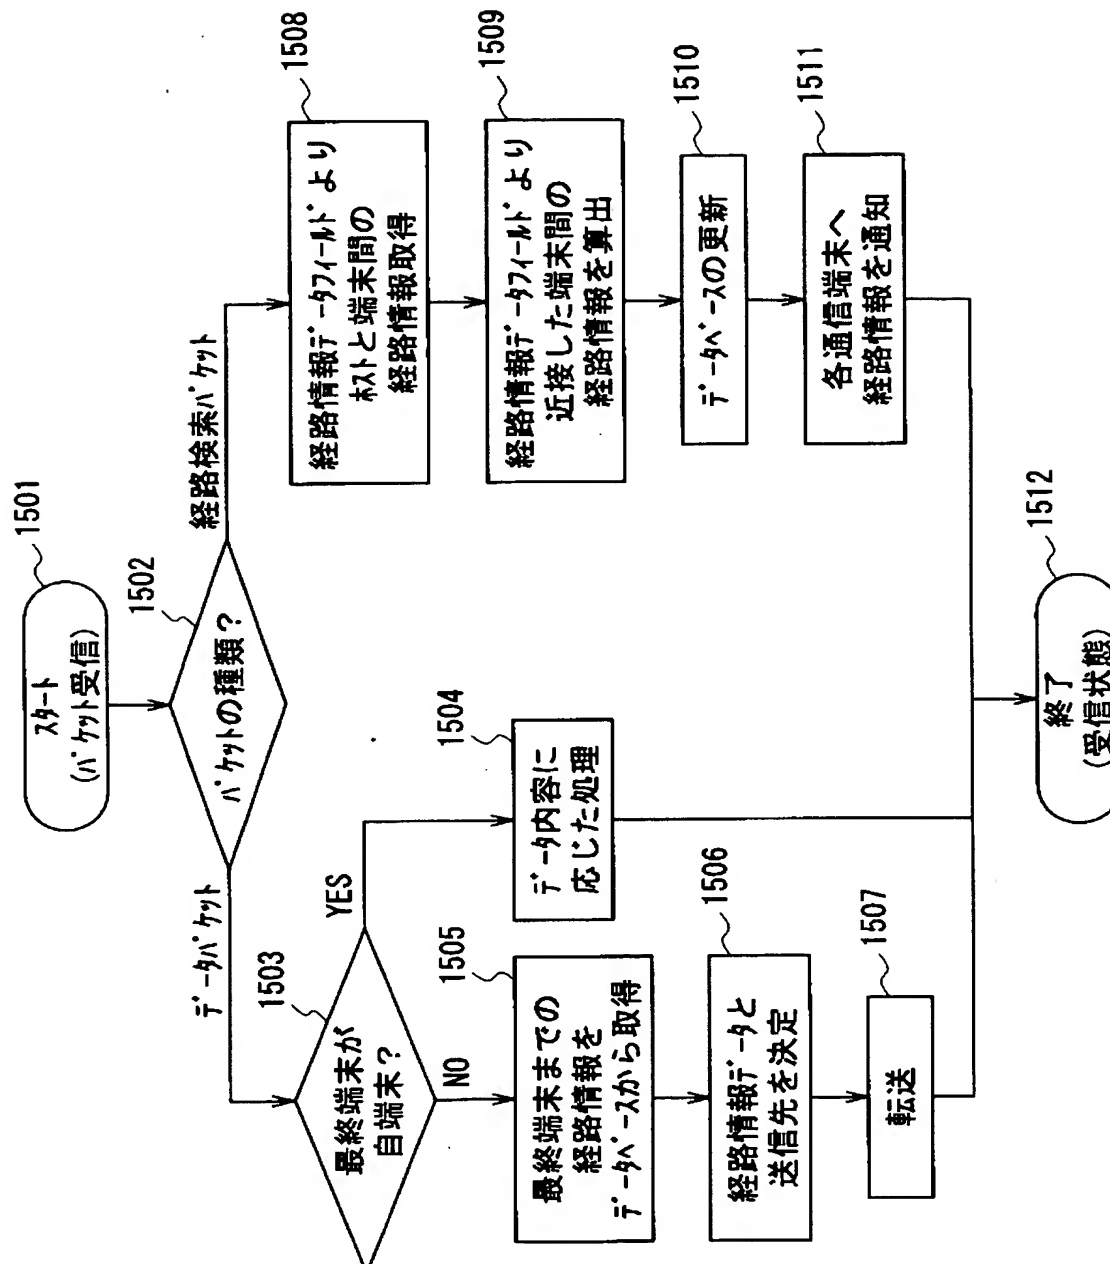 1501
スタート
(パケット受信)
1502
パケットの種類?
データパケット
経路検索パケット
1503
最終端末が
自端末?
YES
NO
1504
データ内容に
応じた処理
1505
最終端末までの
経路情報を
データベースから取得
1506
経路情報データと
送信先を決定
1507
転送
1508
経路情報データフィールドより
ホストと端末間の
経路情報取得
1509
経路情報データフィールドより
近接した端末間の
経路情報を算出
1510
データベースの更新
1511
各通信端末へ
経路情報を通知
1512
終了
(受信状態)